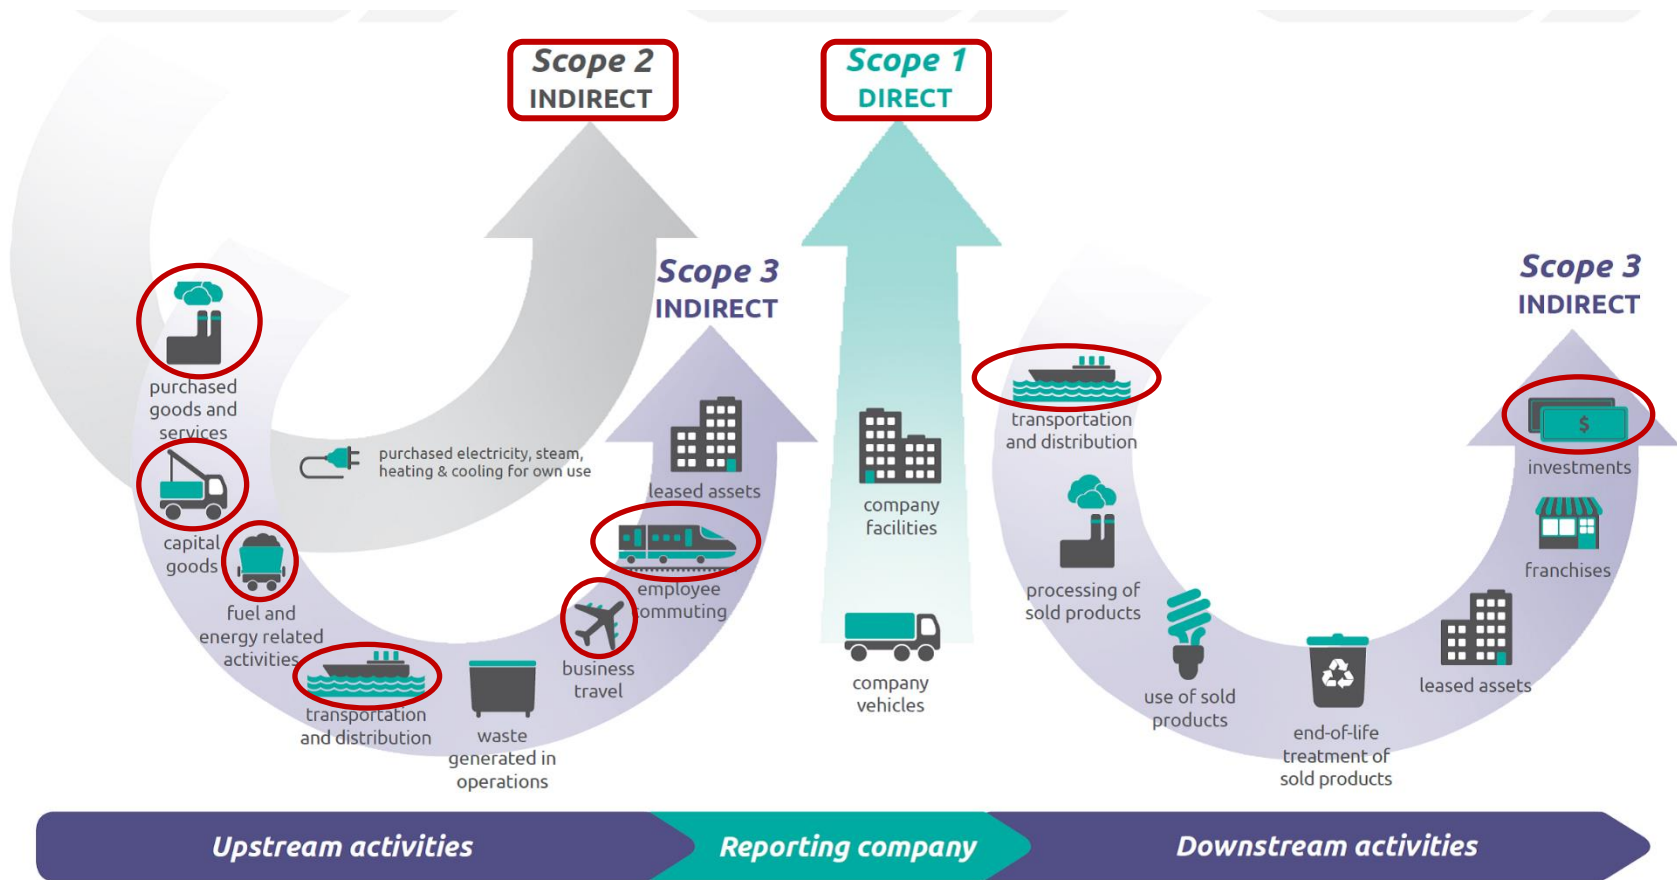 Scope 2
INDIRECT
Scope 1
DIRECT
Scope 3
INDIRECT
Scope 3
INDIRECT
purchased
goods and
services
capital
goods
fuel and
energy related
activities
transportation
and distribution
waste
generated in
operations
business
travel
employee
commuting
leased assets
purchased electricity, steam,
heating & cooling for own use
company
facilities
company
vehicles
transportation
and distribution
processing of
sold products
use of sold
products
end-of-life
treatment of
sold products
leased assets
franchises
investments
$
Upstream activities
Reporting company
Downstream activities